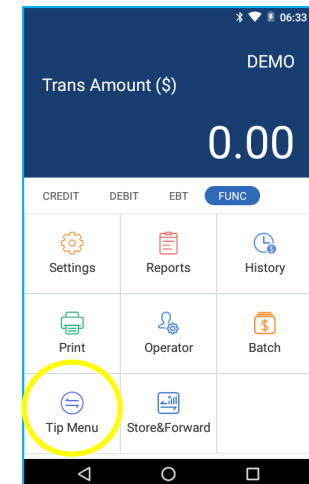 06:33
DEMO
Trans Amount ($)
0.00
CREDIT DEBIT EBT FUNC
Settings Reports History
Print Operator Batch
Tip Menu Store&Forward